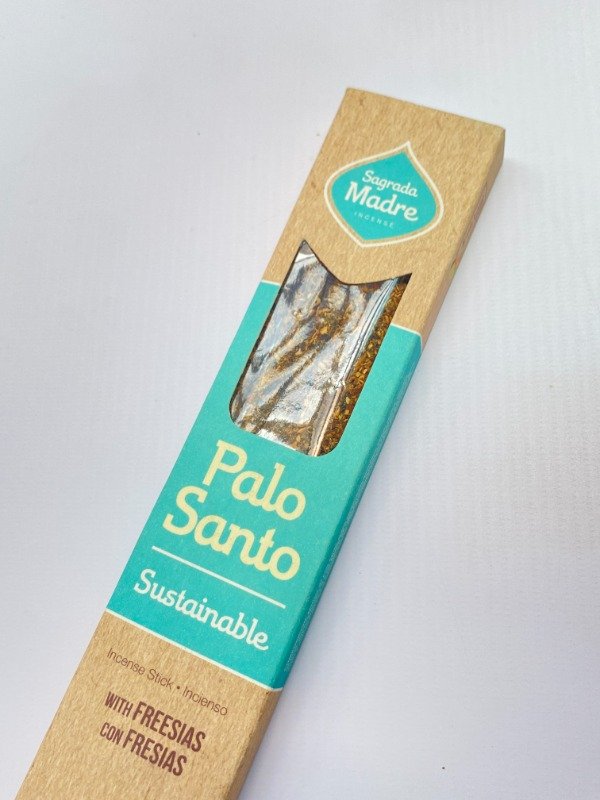 Sagrada
Madre
INCENSE
Palo
Santo
Sustainable
Incense Stick • Incienso
WITH FREESIAS
CON FRESIAS